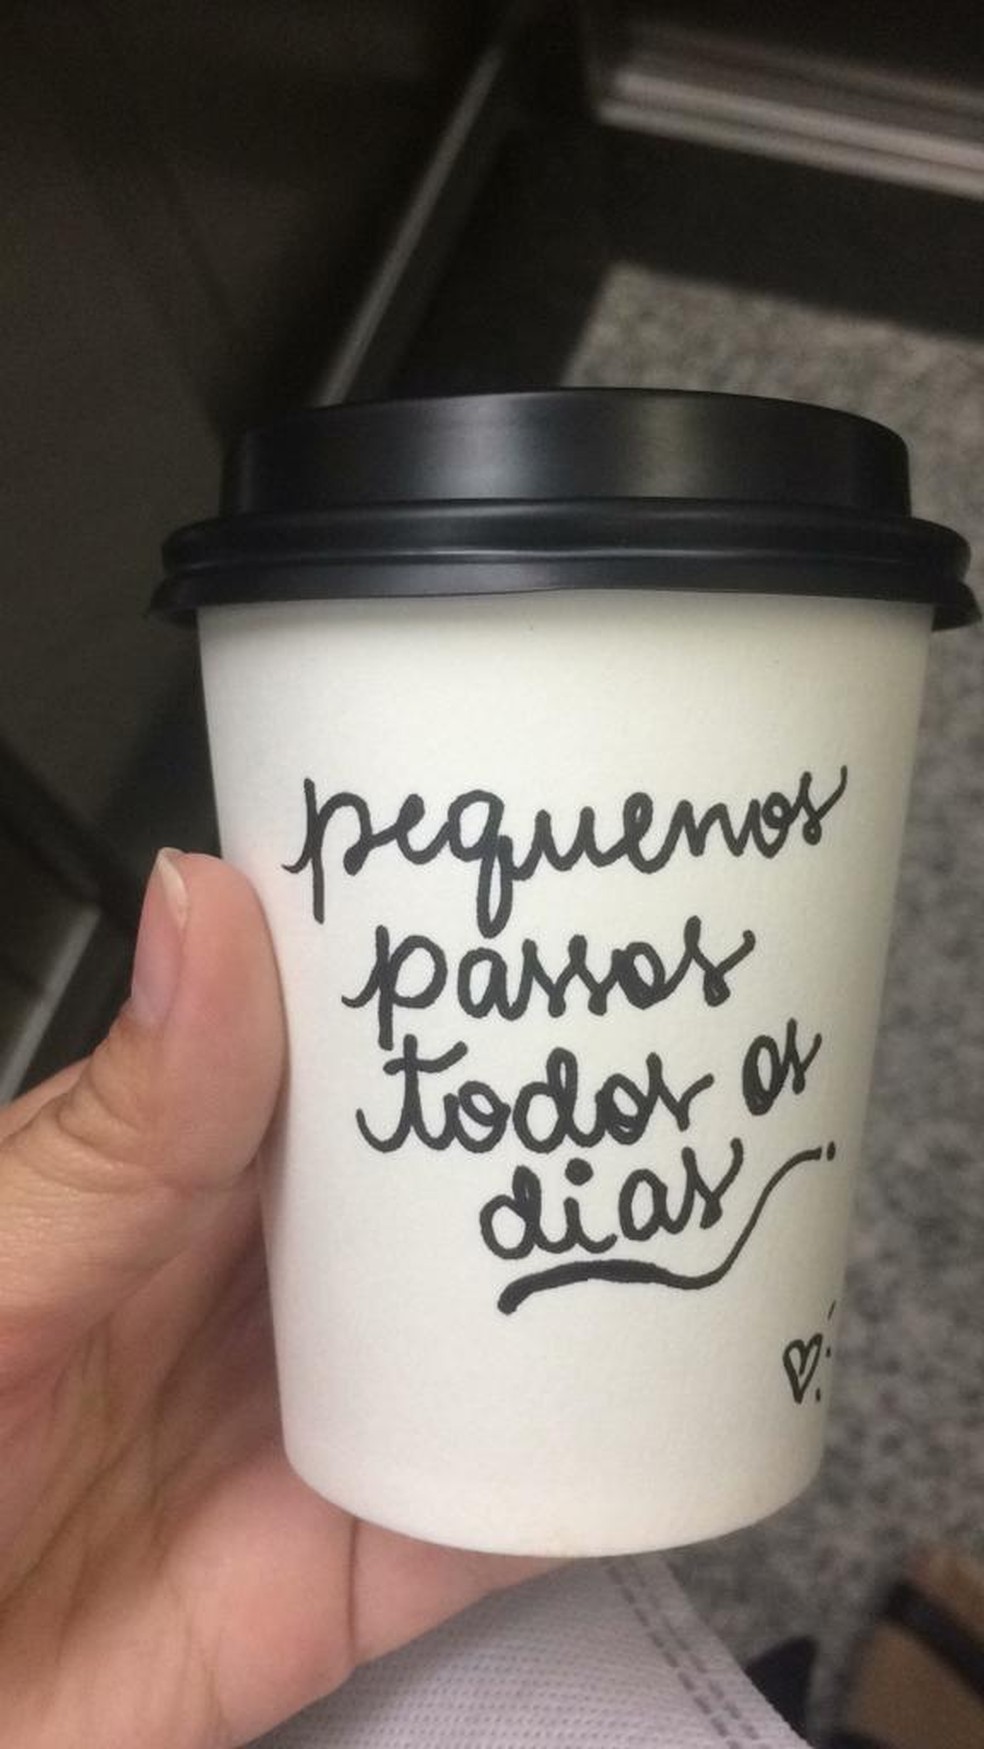 pequenos
passos
todos os
dias